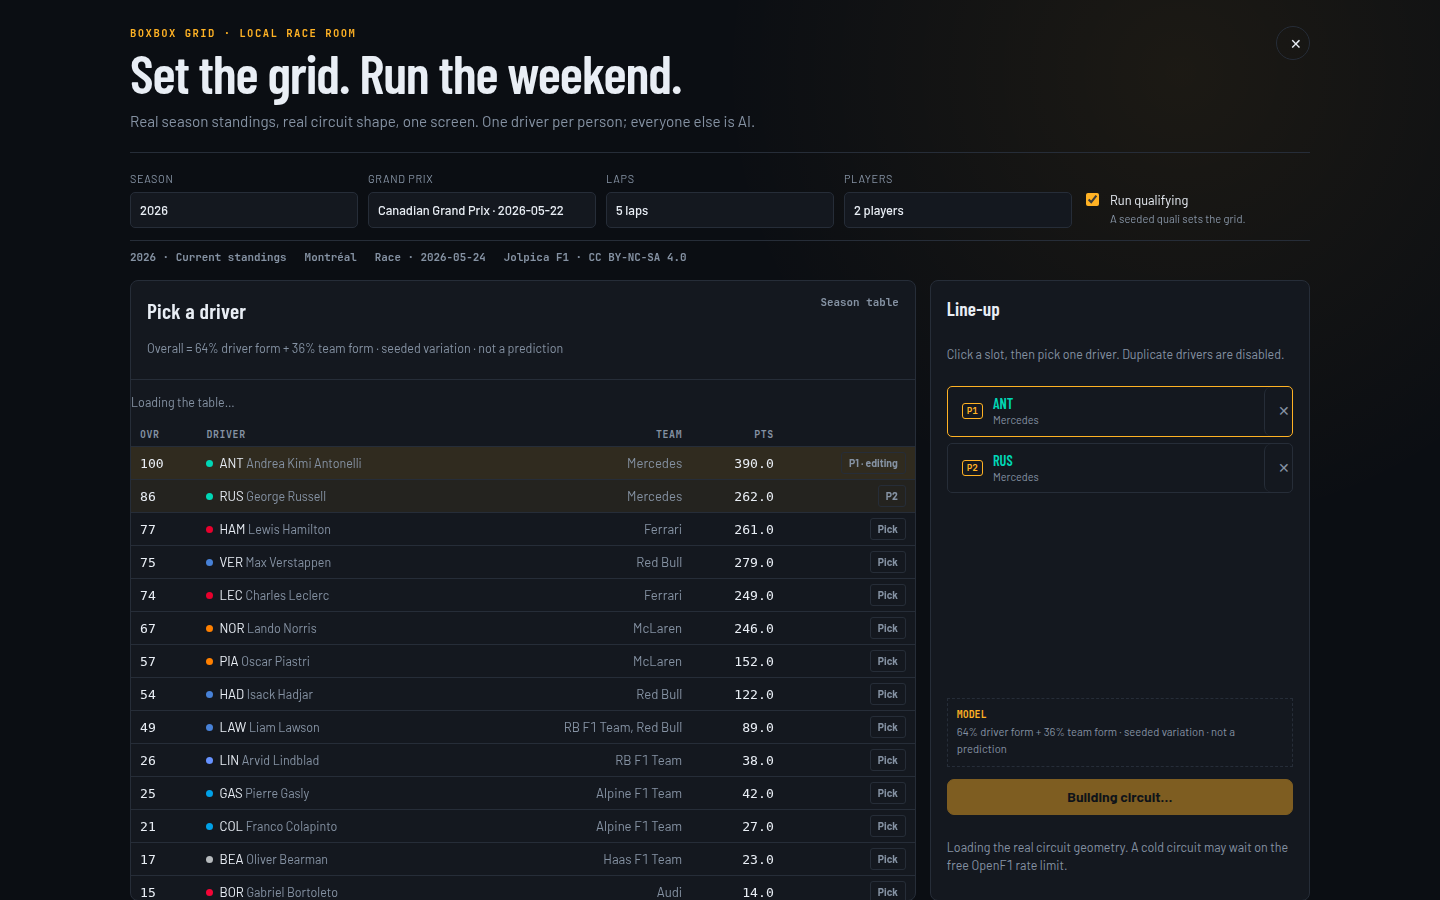 BOXBOX GRID · LOCAL RACE ROOM
✕
Set the grid. Run the weekend.
Real season standings, real circuit shape, one screen. One driver per person; everyone else is AI.
SEASON GRAND PRIX LAPS PLAYERS
2026 Canadian Grand Prix · 2026-05-22 5 laps 2 players
Run qualifying
A seeded quali sets the grid.
2026 · Current standings Montréal Race · 2026-05-24 Jolpica F1 · CC BY-NC-SA 4.0
Pick a driver
Season table
Overall = 64% driver form + 36% team form · seeded variation · not a prediction
Loading the table...
OVR DRIVER TEAM PTS
100 ANT Andrea Kimi Antonelli Mercedes 390.0 P1 · editing
86 RUS George Russell Mercedes 262.0 P2
77 HAM Lewis Hamilton Ferrari 261.0 Pick
75 VER Max Verstappen Red Bull 279.0 Pick
74 LEC Charles Leclerc Ferrari 249.0 Pick
67 NOR Lando Norris McLaren 246.0 Pick
57 PIA Oscar Piastri McLaren 152.0 Pick
54 HAD Isack Hadjar Red Bull 122.0 Pick
49 LAW Liam Lawson RB F1 Team, Red Bull 89.0 Pick
26 LIN Arvid Lindblad RB F1 Team 38.0 Pick
25 GAS Pierre Gasly Alpine F1 Team 42.0 Pick
21 COL Franco Colapinto Alpine F1 Team 27.0 Pick
17 BEA Oliver Bearman Haas F1 Team 23.0 Pick
15 BOR Gabriel Bortoleto Audi 14.0 Pick
Line-up
Click a slot, then pick one driver. Duplicate drivers are disabled.
P1 ANT ✕
Mercedes
P2 RUS ✕
Mercedes
MODEL
64% driver form + 36% team form · seeded variation · not a
prediction
Building circuit...
Loading the real circuit geometry. A cold circuit may wait on the
free OpenF1 rate limit.